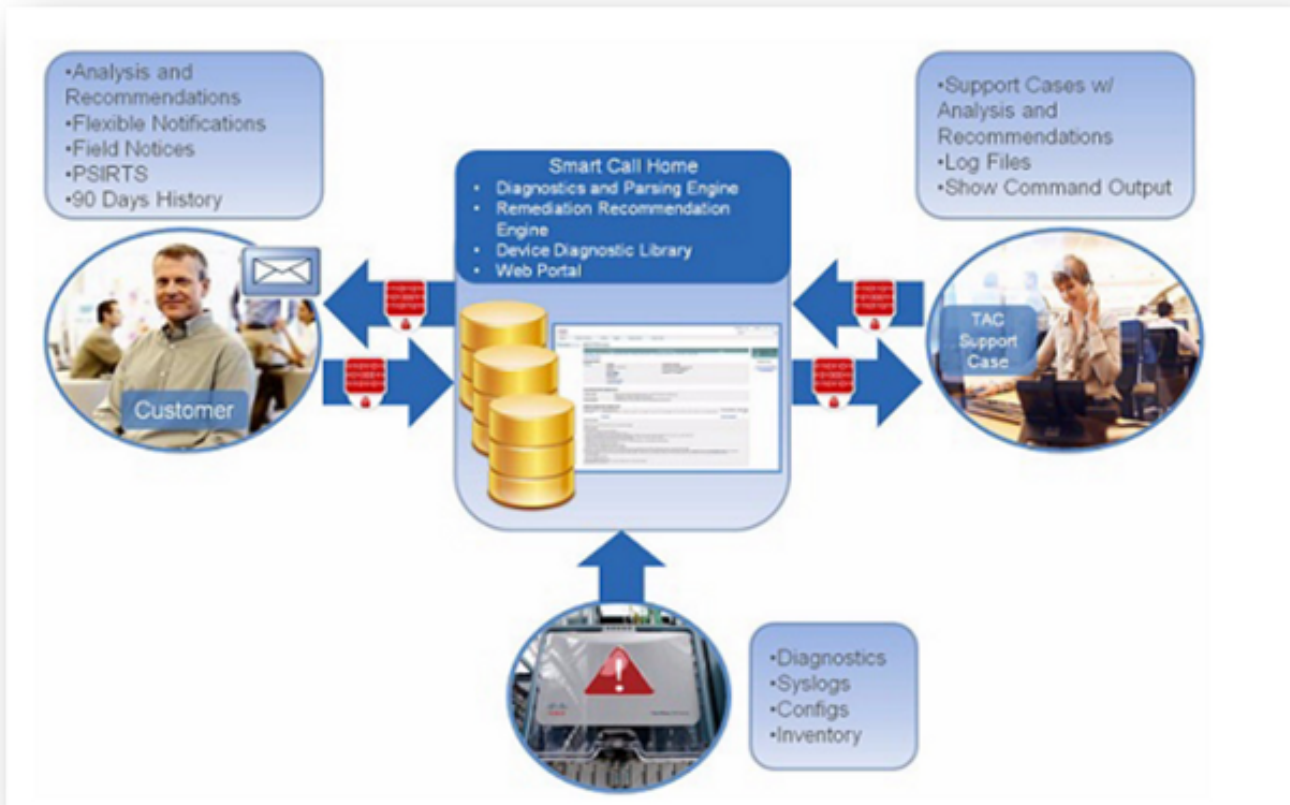 •Analysis and
Recommendations
•Flexible Notifications
•Field Notices
•PSIRTS
•90 Days History
Customer
Smart Call Home
• Diagnostics and Parsing Engine
• Remediation Recommendation
Engine
• Device Diagnostic Library
• Web Portal
•Support Cases w/
Analysis and
Recommendations
•Log Files
•Show Command Output
TAC
Support
Case
•Diagnostics
•Syslogs
•Configs
•Inventory